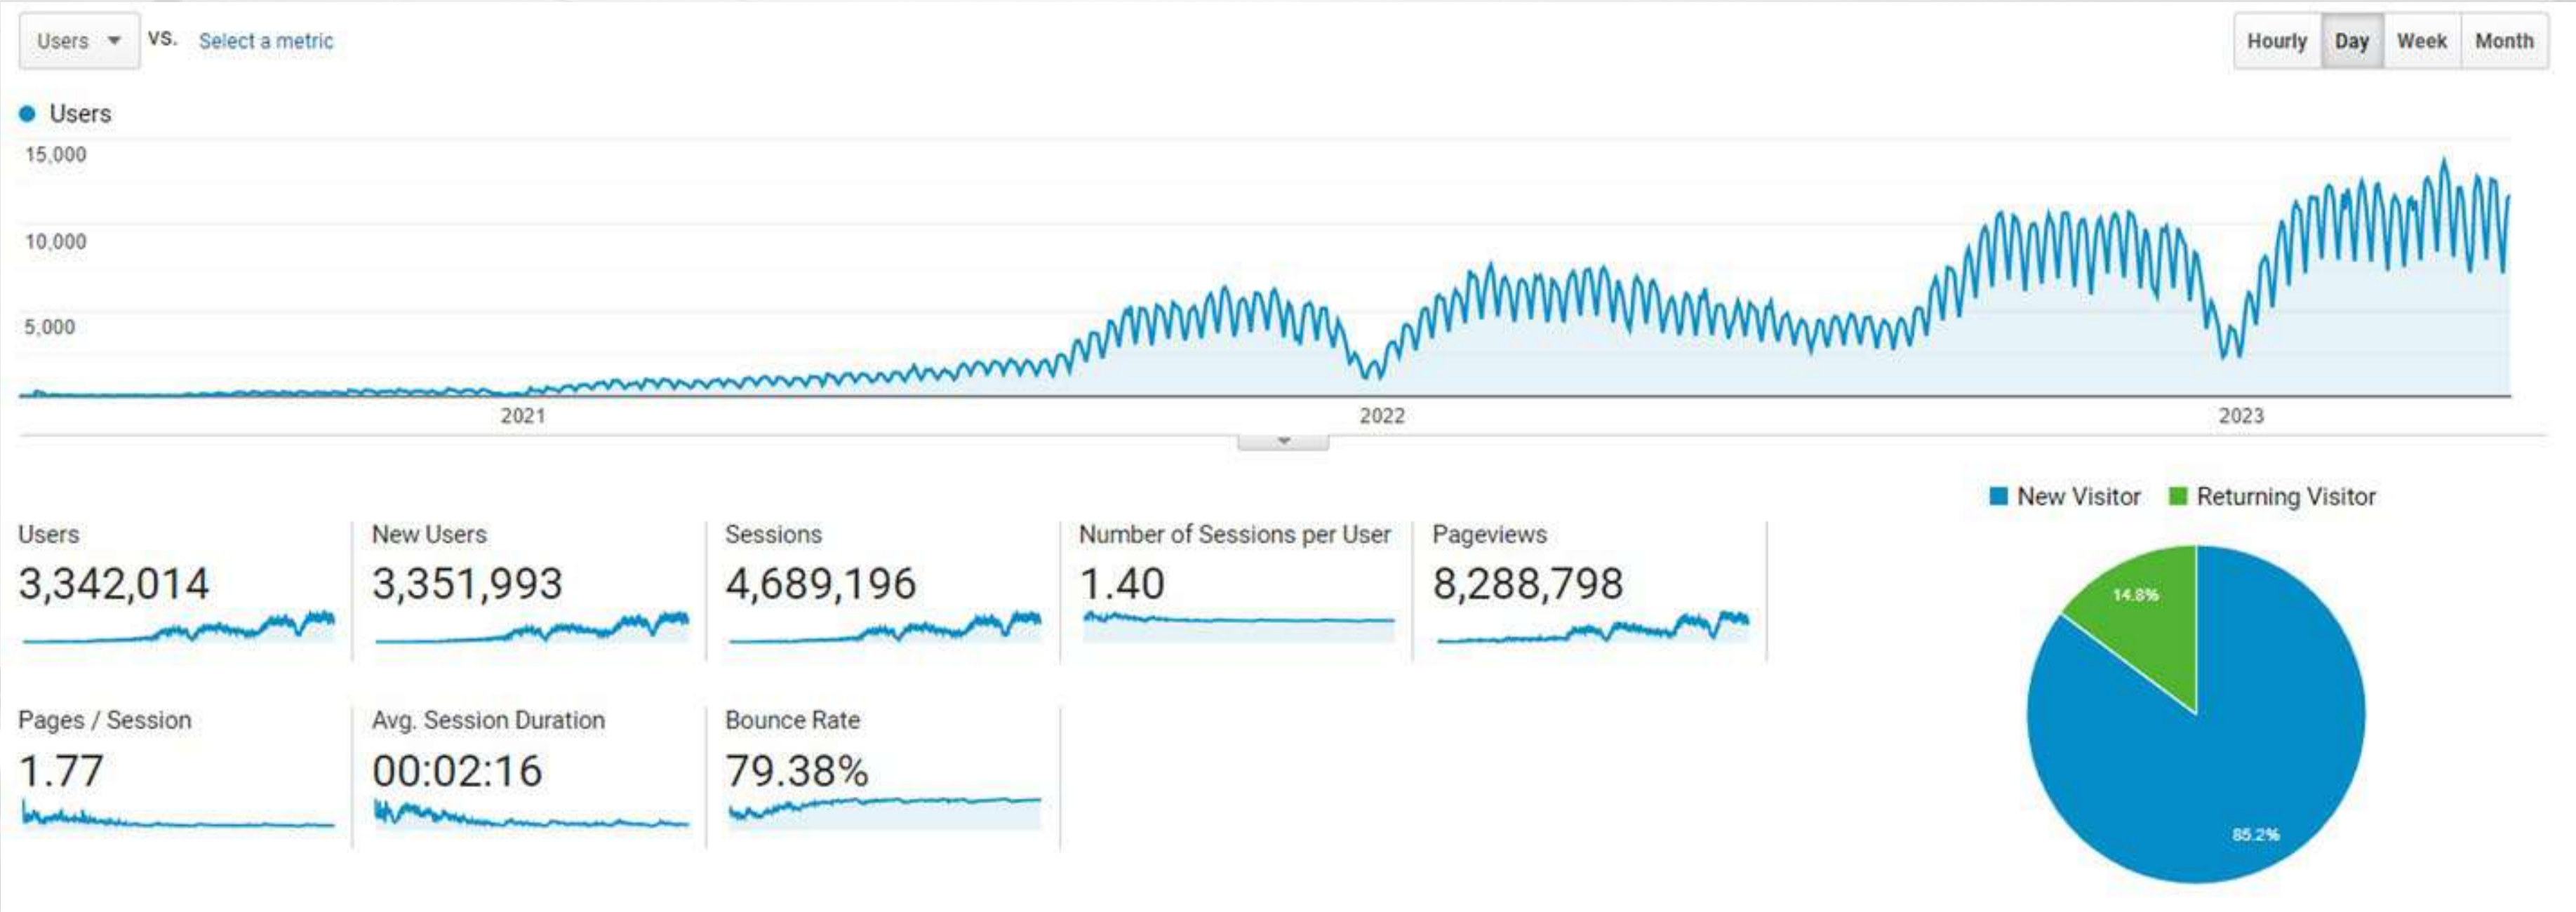 Users vs. Select a metric Hourly Day Week Month
Users
15,000
10,000
5,000
2021 2022 2023
New Visitor Returning Visitor
Users New Users Sessions Number of Sessions per User Pageviews
3,342,014 3,351,993 4,689,196 1.40 8,288,798
14.8%
Pages / Session Avg. Session Duration Bounce Rate
1.77 00:02:16 79.38%
85.2%